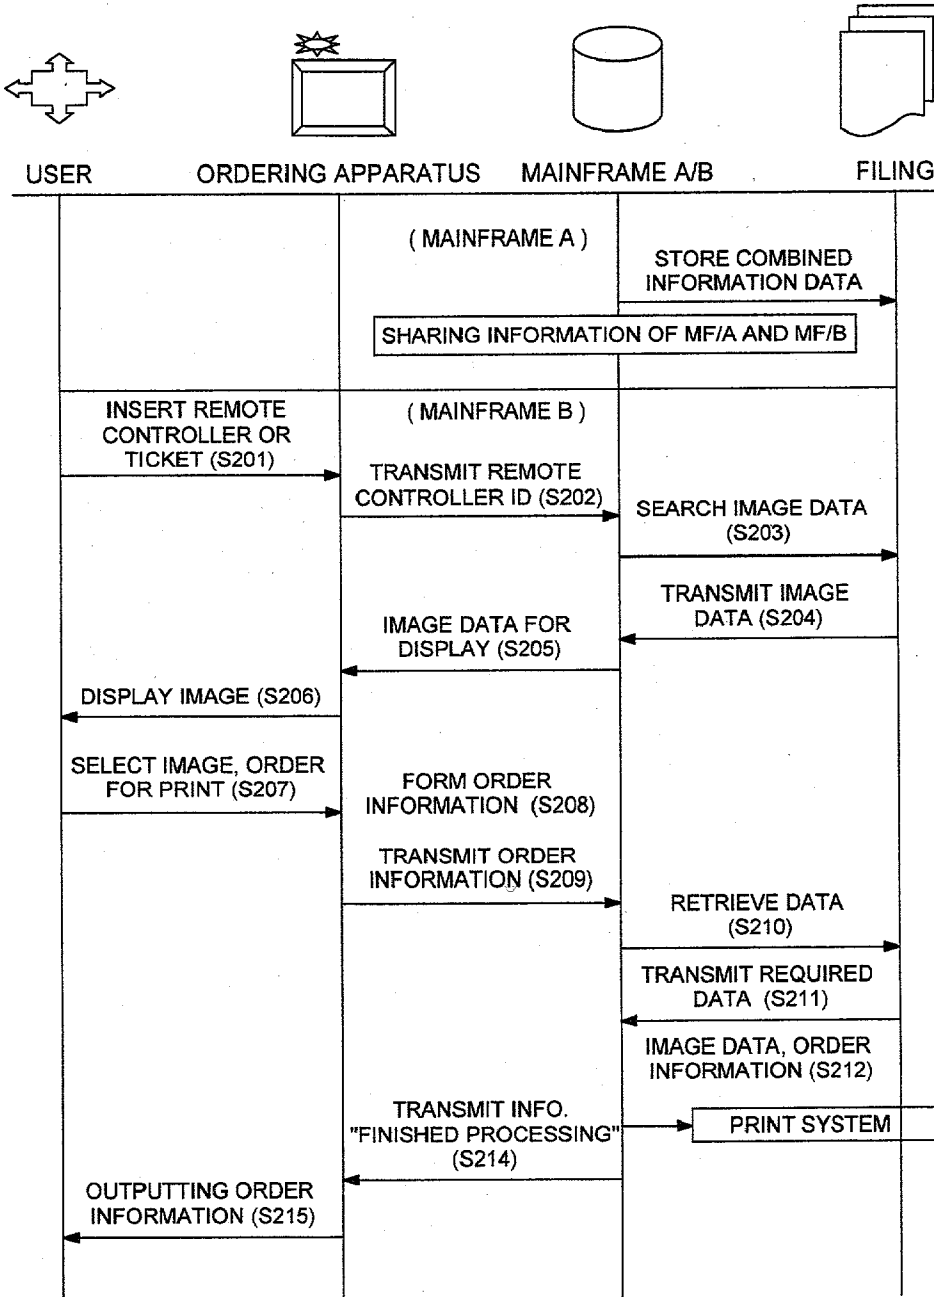 USER
ORDERING APPARATUS
MAINFRAME A/B
FILING
( MAINFRAME A )
STORE COMBINED
INFORMATION DATA
SHARING INFORMATION OF MF/A AND MF/B
INSERT REMOTE
CONTROLLER OR
TICKET (S201)
( MAINFRAME B )
TRANSMIT REMOTE
CONTROLLER ID (S202)
SEARCH IMAGE DATA
(S203)
TRANSMIT IMAGE
DATA (S204)
IMAGE DATA FOR
DISPLAY (S205)
DISPLAY IMAGE (S206)
SELECT IMAGE, ORDER
FOR PRINT (S207)
FORM ORDER
INFORMATION (S208)
TRANSMIT ORDER
INFORMATION (S209)
RETRIEVE DATA
(S210)
TRANSMIT REQUIRED
DATA (S211)
IMAGE DATA, ORDER
INFORMATION (S212)
PRINT SYSTEM
TRANSMIT INFO.
"FINISHED PROCESSING"
(S214)
OUTPUTTING ORDER
INFORMATION (S215)